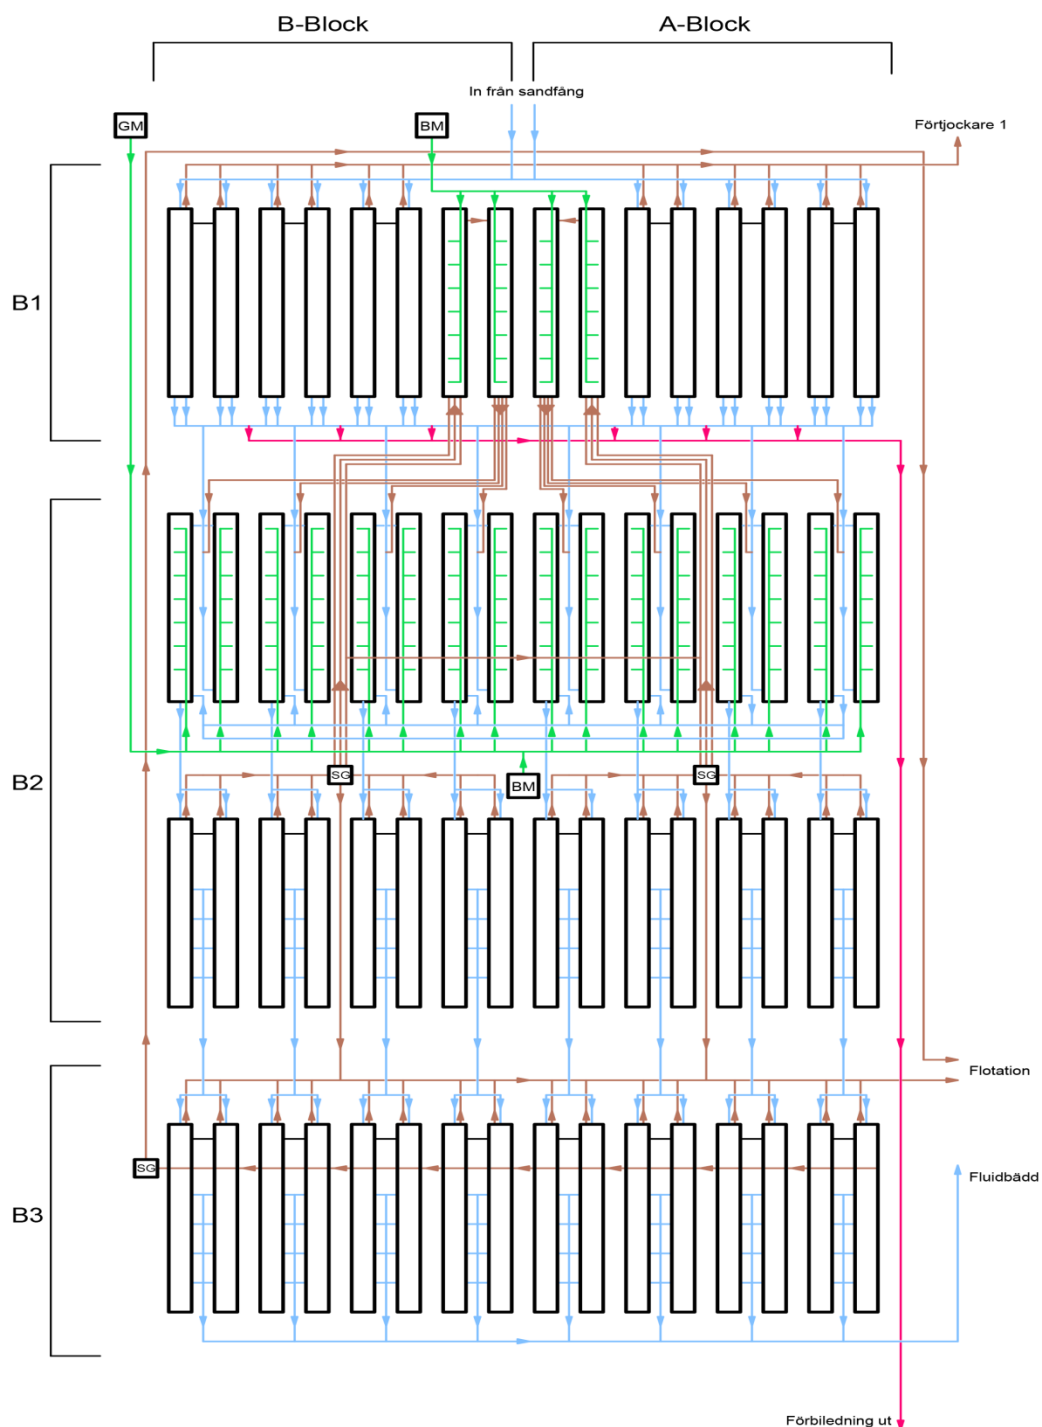 B-Block
A-Block
In från sandfång
GM
BM
Förtjockare 1
B1
B2
SG
BM
SG
Flotation
SG
Fluidbädd
B3
Förbiledning ut